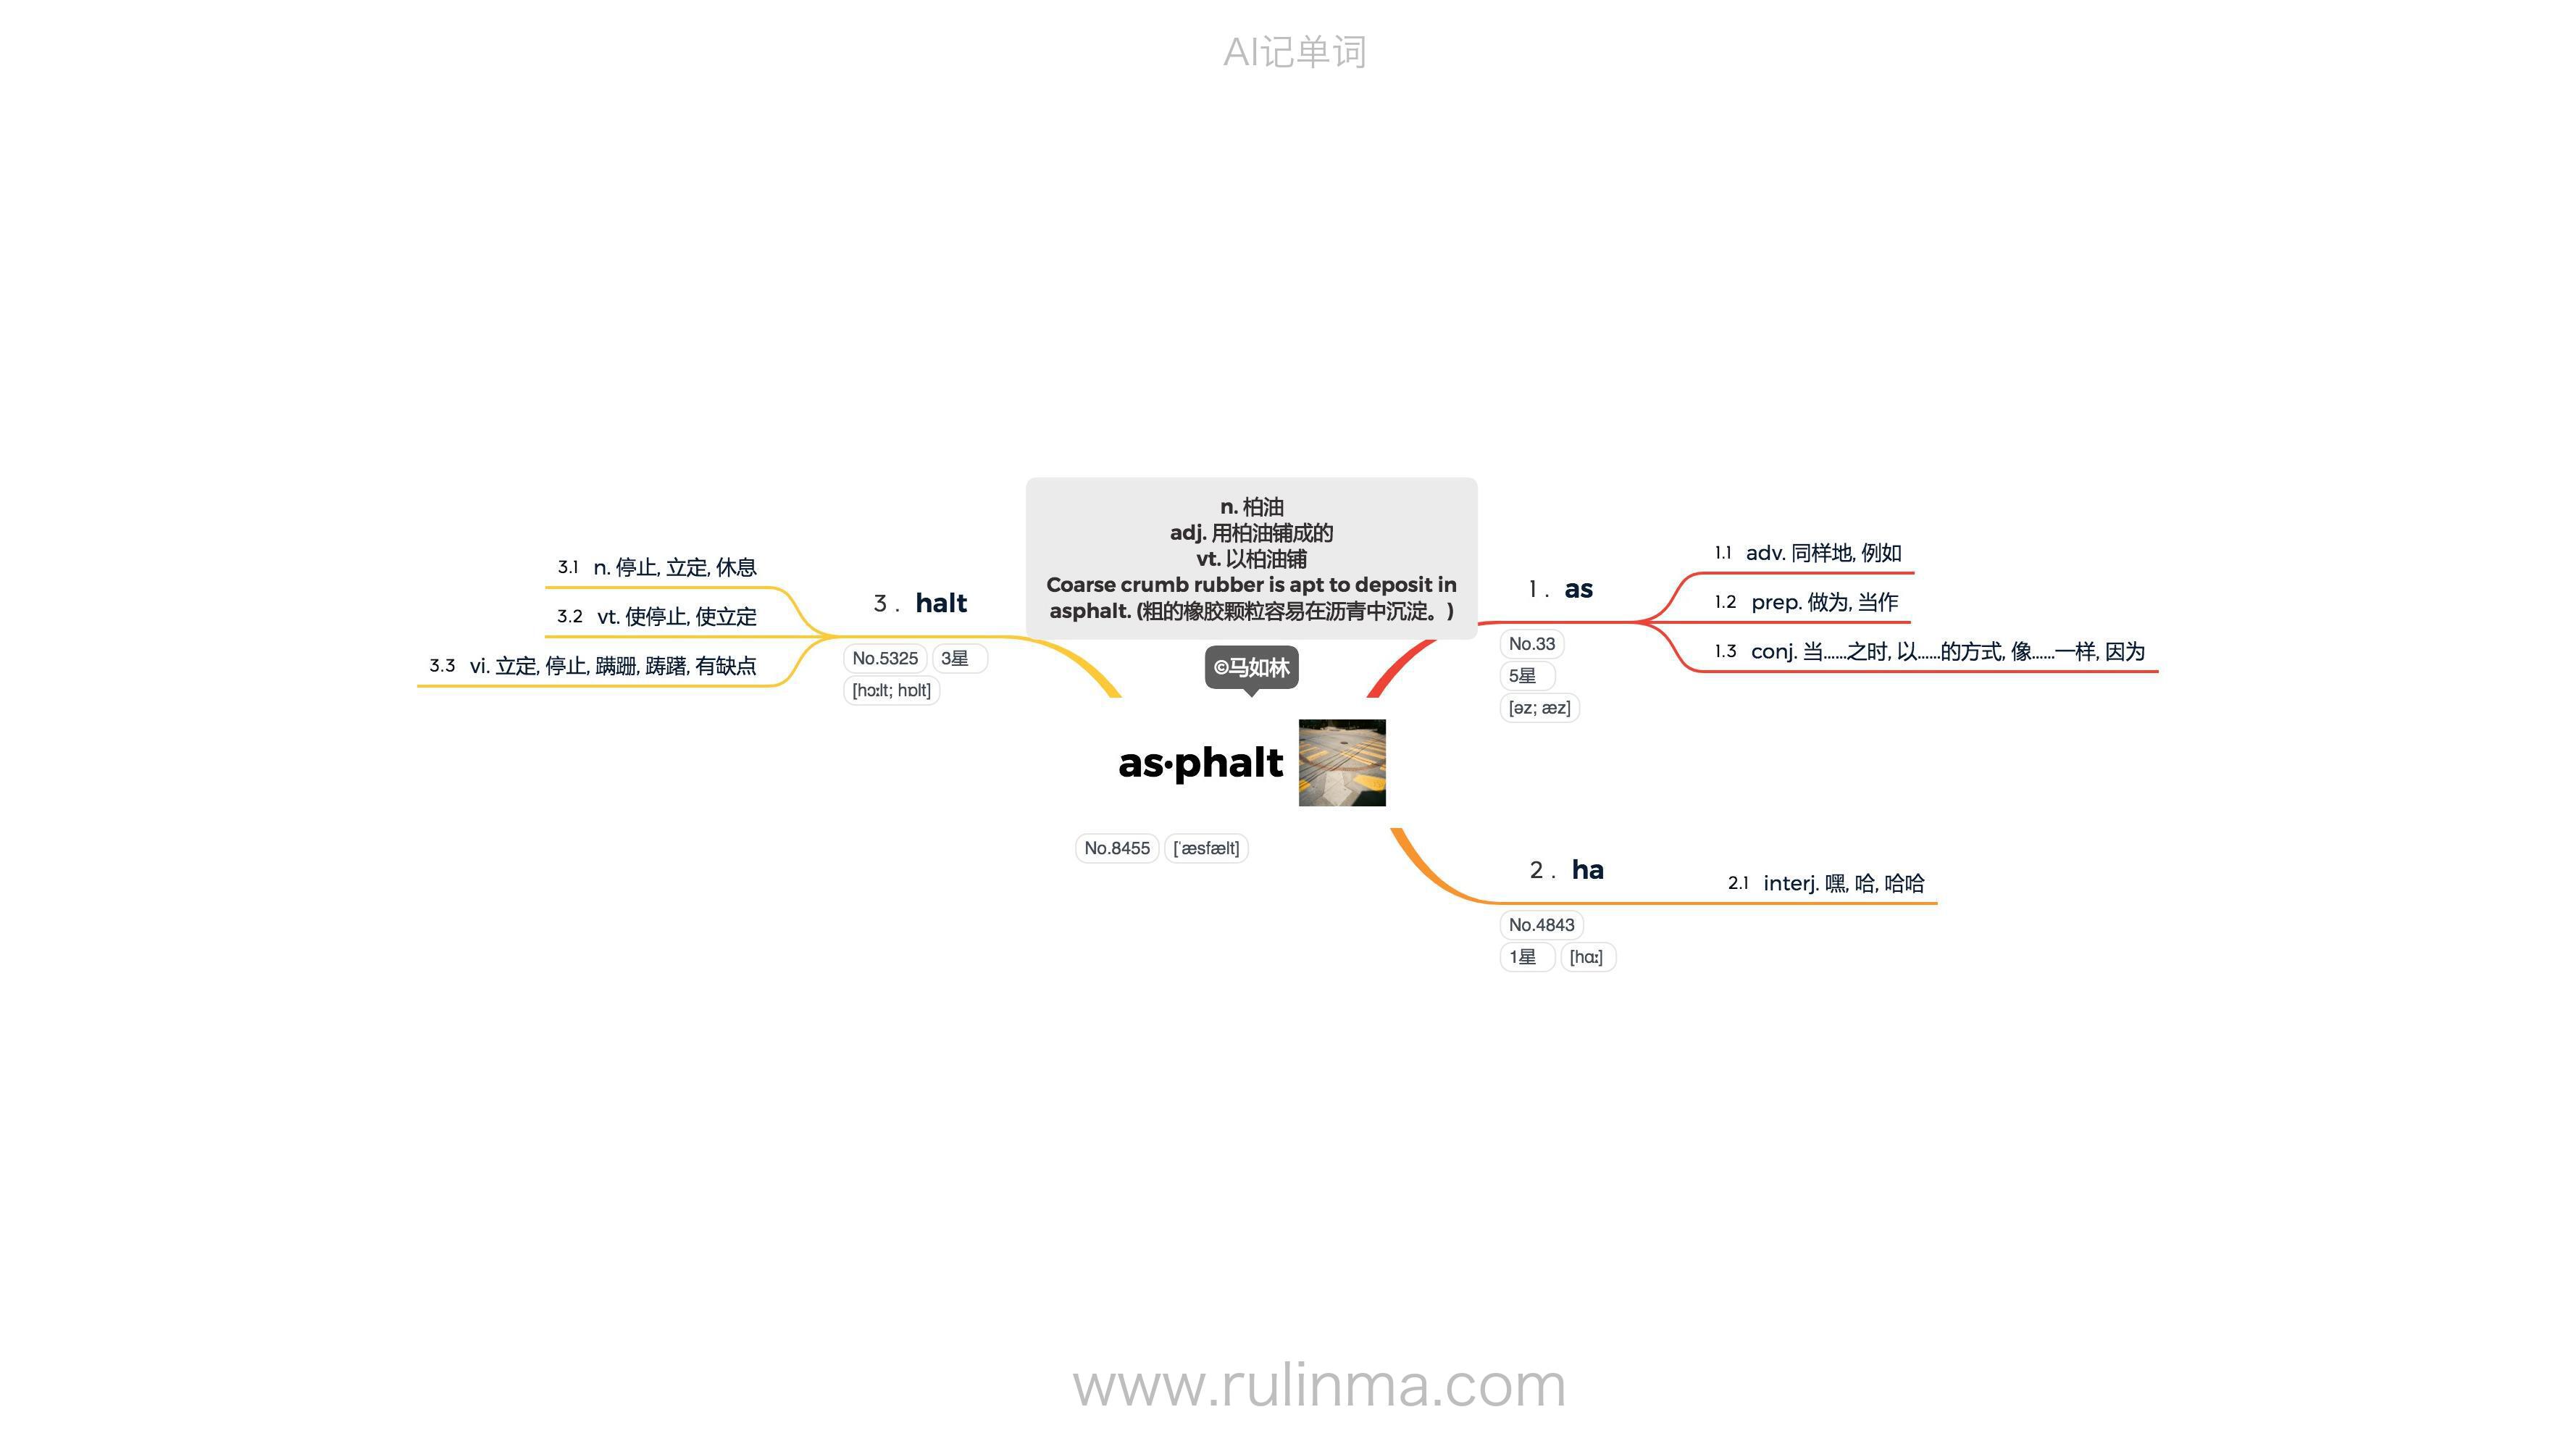 AI记单词
n. 柏油
adj. 用柏油铺成的
vt. 以柏油铺
Coarse crumb rubber is apt to deposit in
asphalt. (粗的橡胶颗粒容易在沥青中沉淀。)
©马如林
as·phalt
No.8455 [ˈæsfælt]
1 . as
No.33
5星
[əz; æz]
1.1 adv. 同样地, 例如
1.2 prep. 做为, 当作
1.3 conj. 当……之时, 以……的方式, 像……一样, 因为
2 . ha
No.4843
1星 [hɑː]
2.1 interj. 嘿, 哈, 哈哈
3 . halt
No.5325 3星
[hɔːlt; hɒlt]
3.1 n. 停止, 立定, 休息
3.2 vt. 使停止, 使立定
3.3 vi. 立定, 停止, 蹒跚, 踌躇, 有缺点
www.rulinma.com